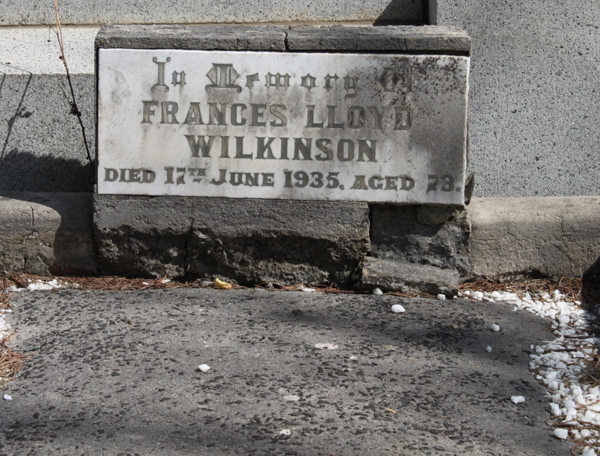 In Memory Of
FRANCES LLOYD
WILKINSON
DIED 17TH JUNE 1935, AGED 73.